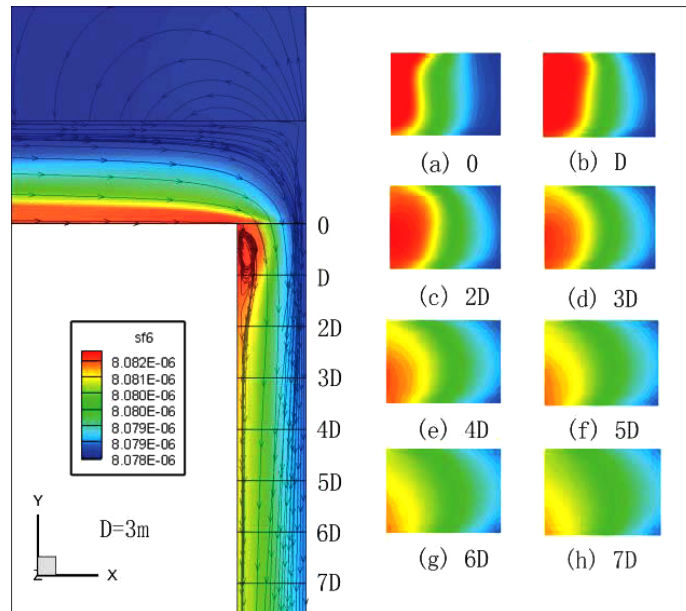 0
D
2D
3D
4D
5D
6D
7D
sf6
8.082E-06
8.081E-06
8.080E-06
8.080E-06
8.079E-06
8.079E-06
8.078E-06
Y
Z
X
D=3m
(a) 0
(b) D
(c) 2D
(d) 3D
(e) 4D
(f) 5D
(g) 6D
(h) 7D